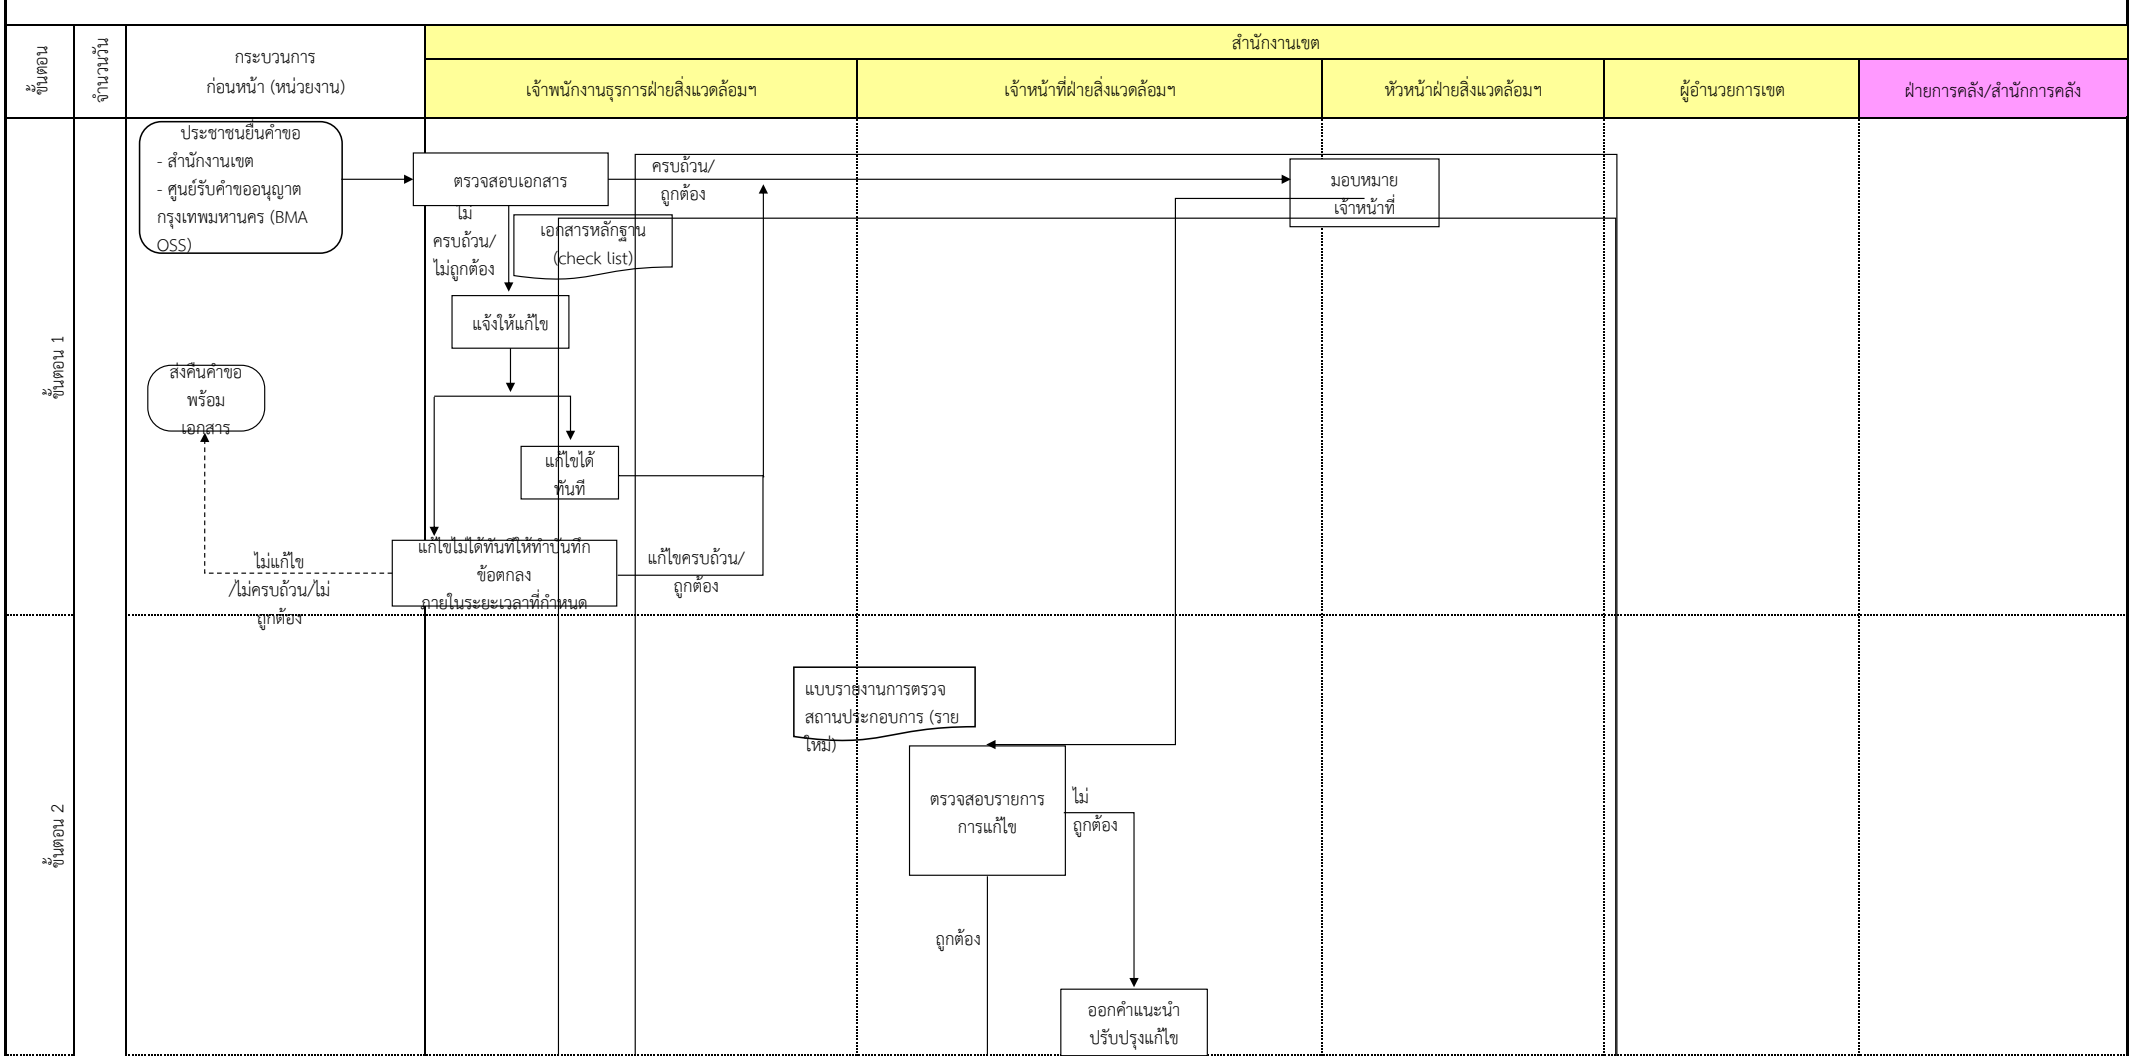 ขั้นตอน
จำนวนวัน
กระบวนการ
ก่อนหน้า (หน่วยงาน)
สำนักงานเขต
เจ้าพนักงานธุรการฝ่ายสิ่งแวดล้อมฯ
เจ้าหน้าที่ฝ่ายสิ่งแวดล้อมฯ
หัวหน้าฝ่ายสิ่งแวดล้อมฯ
ผู้อำนวยการเขต
ฝ่ายการคลัง/สำนักการคลัง
ขั้นตอน 1
ประชาชนยื่นคำขอ
- สำนักงานเขต
- ศูนย์รับคำขออนุญาต
กรุงเทพมหานคร (BMA
OSS)
ตรวจสอบเอกสาร
ครบถ้วน/
ถูกต้อง
มอบหมาย
เจ้าหน้าที่
ไม่
ครบถ้วน/
ไม่ถูกต้อง
เอกสารหลักฐาน
(check list)
แจ้งให้แก้ไข
ส่งคืนคำขอ
พร้อม
เอกสาร
แก้ไขได้
ทันที
แก้ไขไม่ได้ทันทีให้ทำบันทึก
ข้อตกลง
ภายในระยะเวลาที่กำหนด
แก้ไขครบถ้วน/
ถูกต้อง
ไม่แก้ไข
/ไม่ครบถ้วน/ไม่
ถูกต้อง
ขั้นตอน 2
แบบรายงานการตรวจ
สถานประกอบการ (ราย
ใหม่)
ตรวจสอบรายการ
การแก้ไข
ไม่
ถูกต้อง
ถูกต้อง
ออกคำแนะนำ
ปรับปรุงแก้ไข